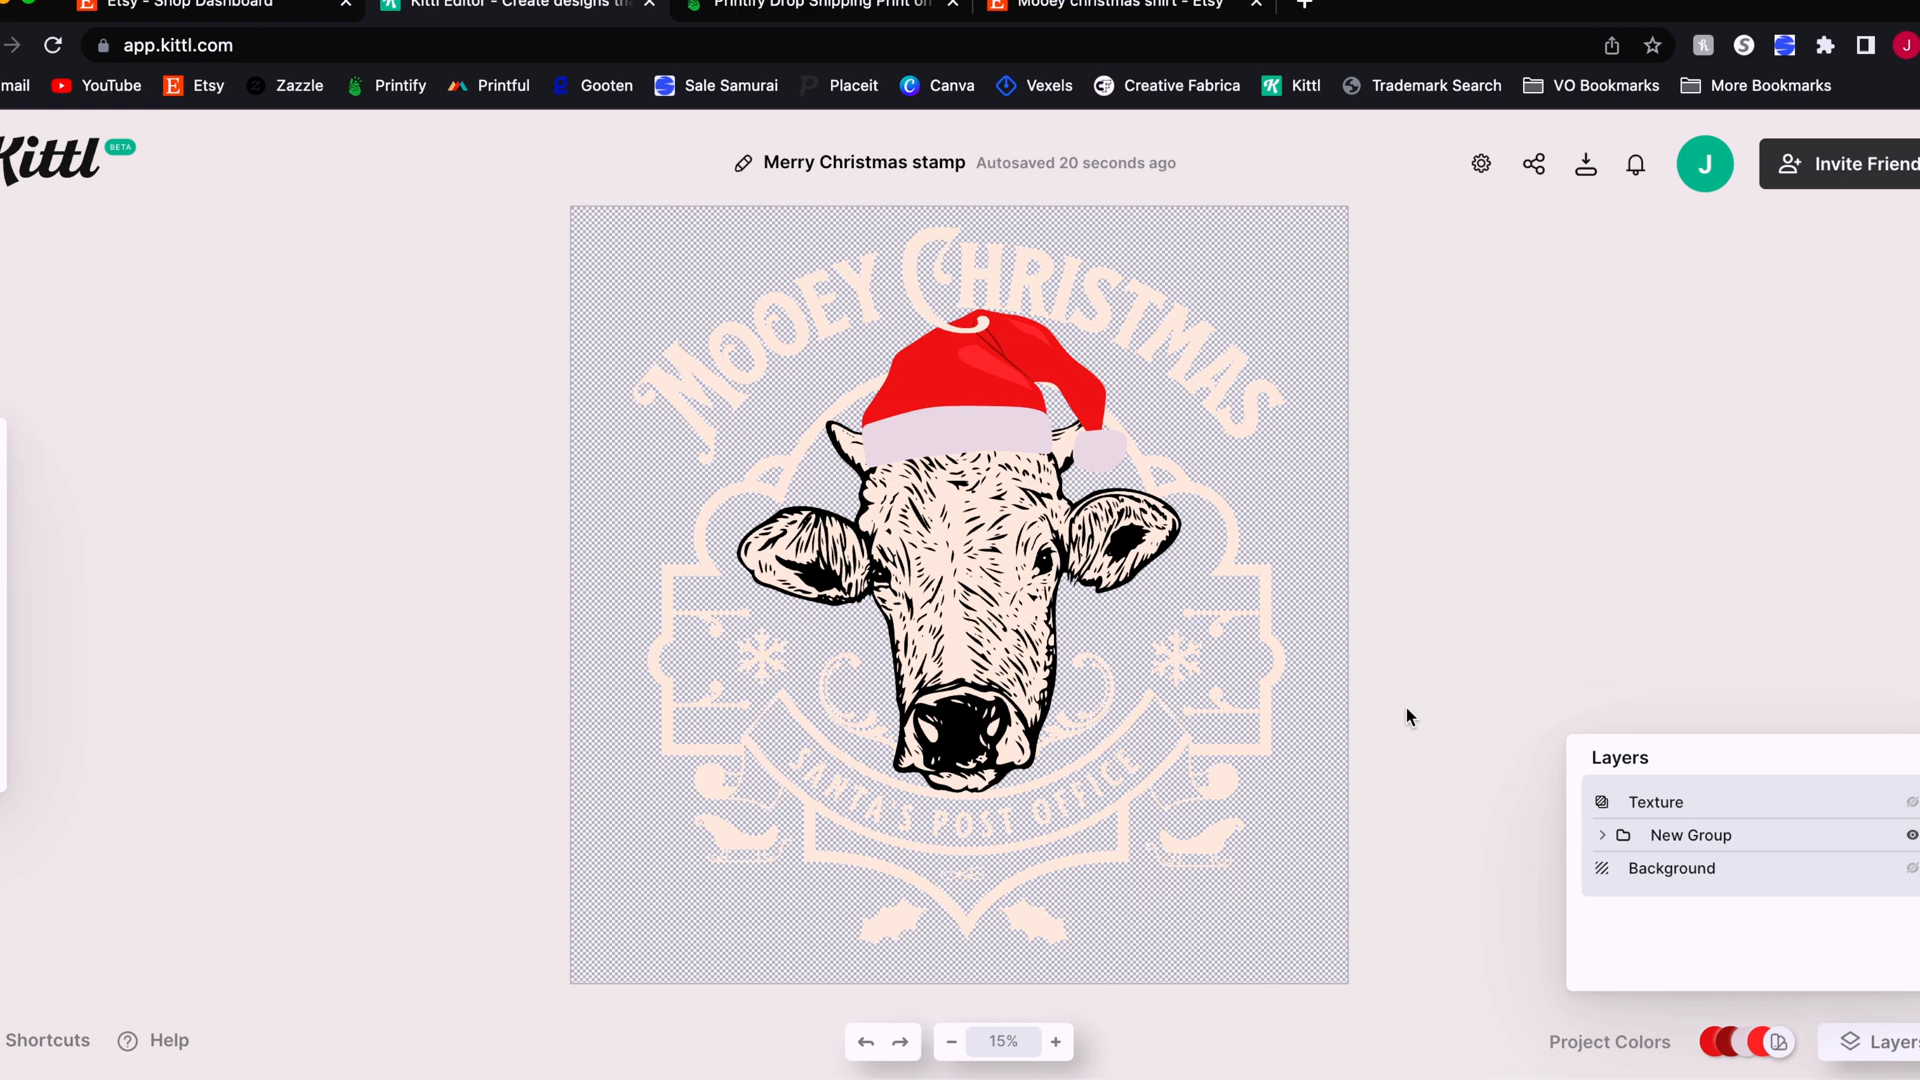 Etsy - Shop Dashboard
Kittl Editor - Create designs th
Printify Drop Shipping Print on
Mooey christmas shirt - Etsy
app.kittl.com
J
mail
YouTube
Etsy
Zazzle
Printify
Printful
Gooten
Sale Samurai
Placeit
Canva
Vexels
Creative Fabrica
Kittl
Trademark Search
VO Bookmarks
More Bookmarks
Kittl
BETA
Merry Christmas stamp
Autosaved 20 seconds ago
J
Invite Friend
MOOEY CHRISTMAS
SANTA'S POST OFFICE
Layers
Texture
New Group
Background
Shortcuts
Help
15%
Project Colors
Layers